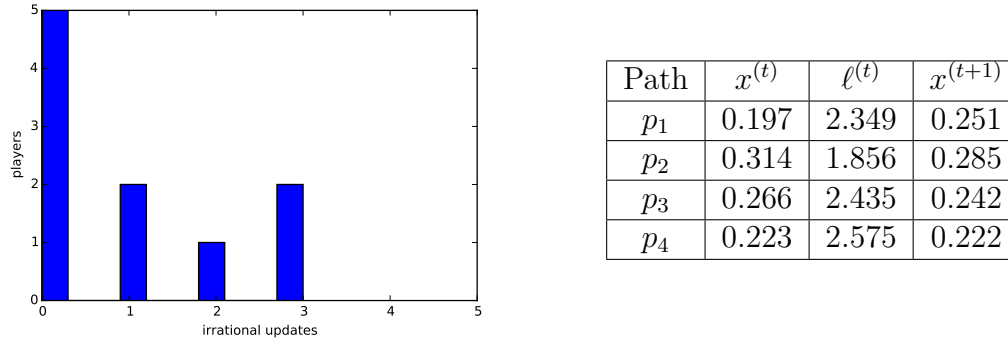 5
4
3
2
1
0
players
0 1 2 3 4 5
irrational updates
Path x^{(t)} ℓ^{(t)} x^{(t+1)}
p_1 0.197 2.349 0.251
p_2 0.314 1.856 0.285
p_3 0.266 2.435 0.242
p_4 0.223 2.575 0.222